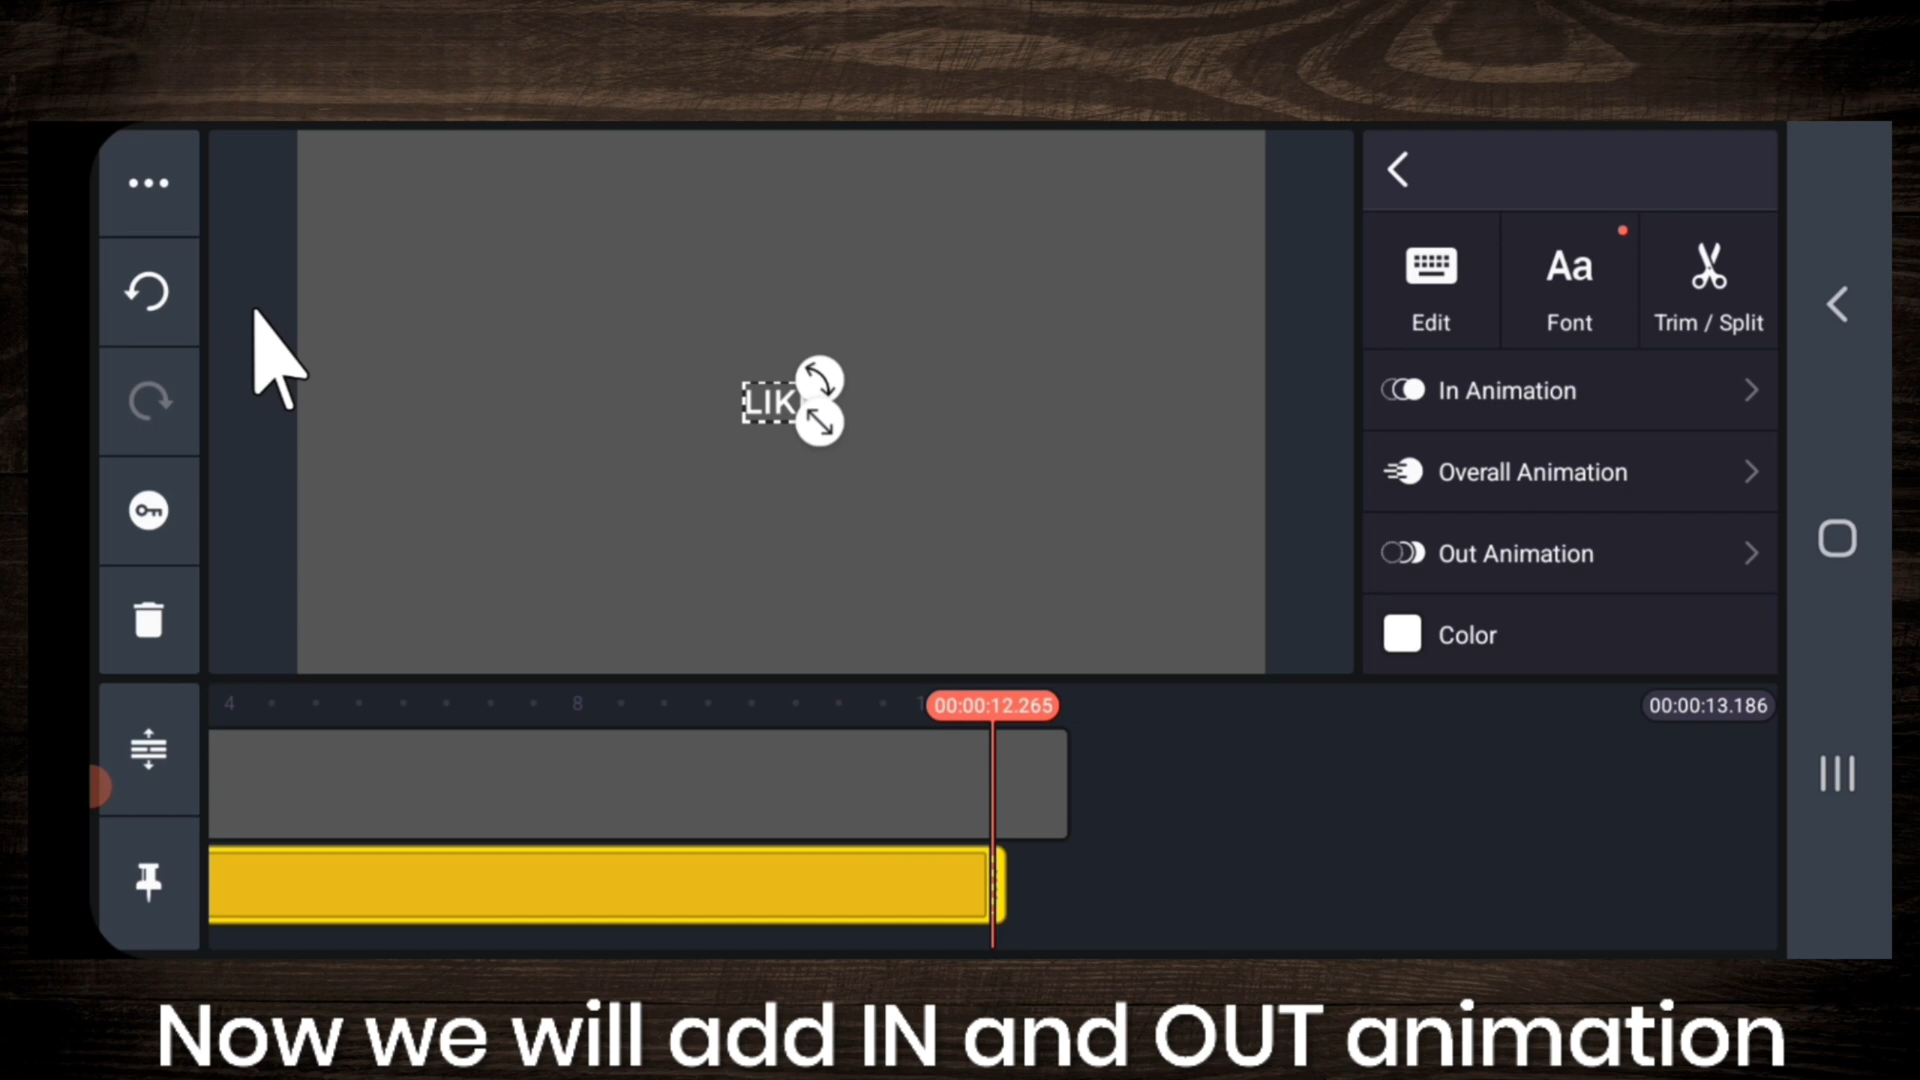 Edit
Aa
Font
Trim / Split
In Animation
Overall Animation
Out Animation
Color
LIK
4
8
00:00:12.265
00:00:13.186
Now we will add IN and OUT animation